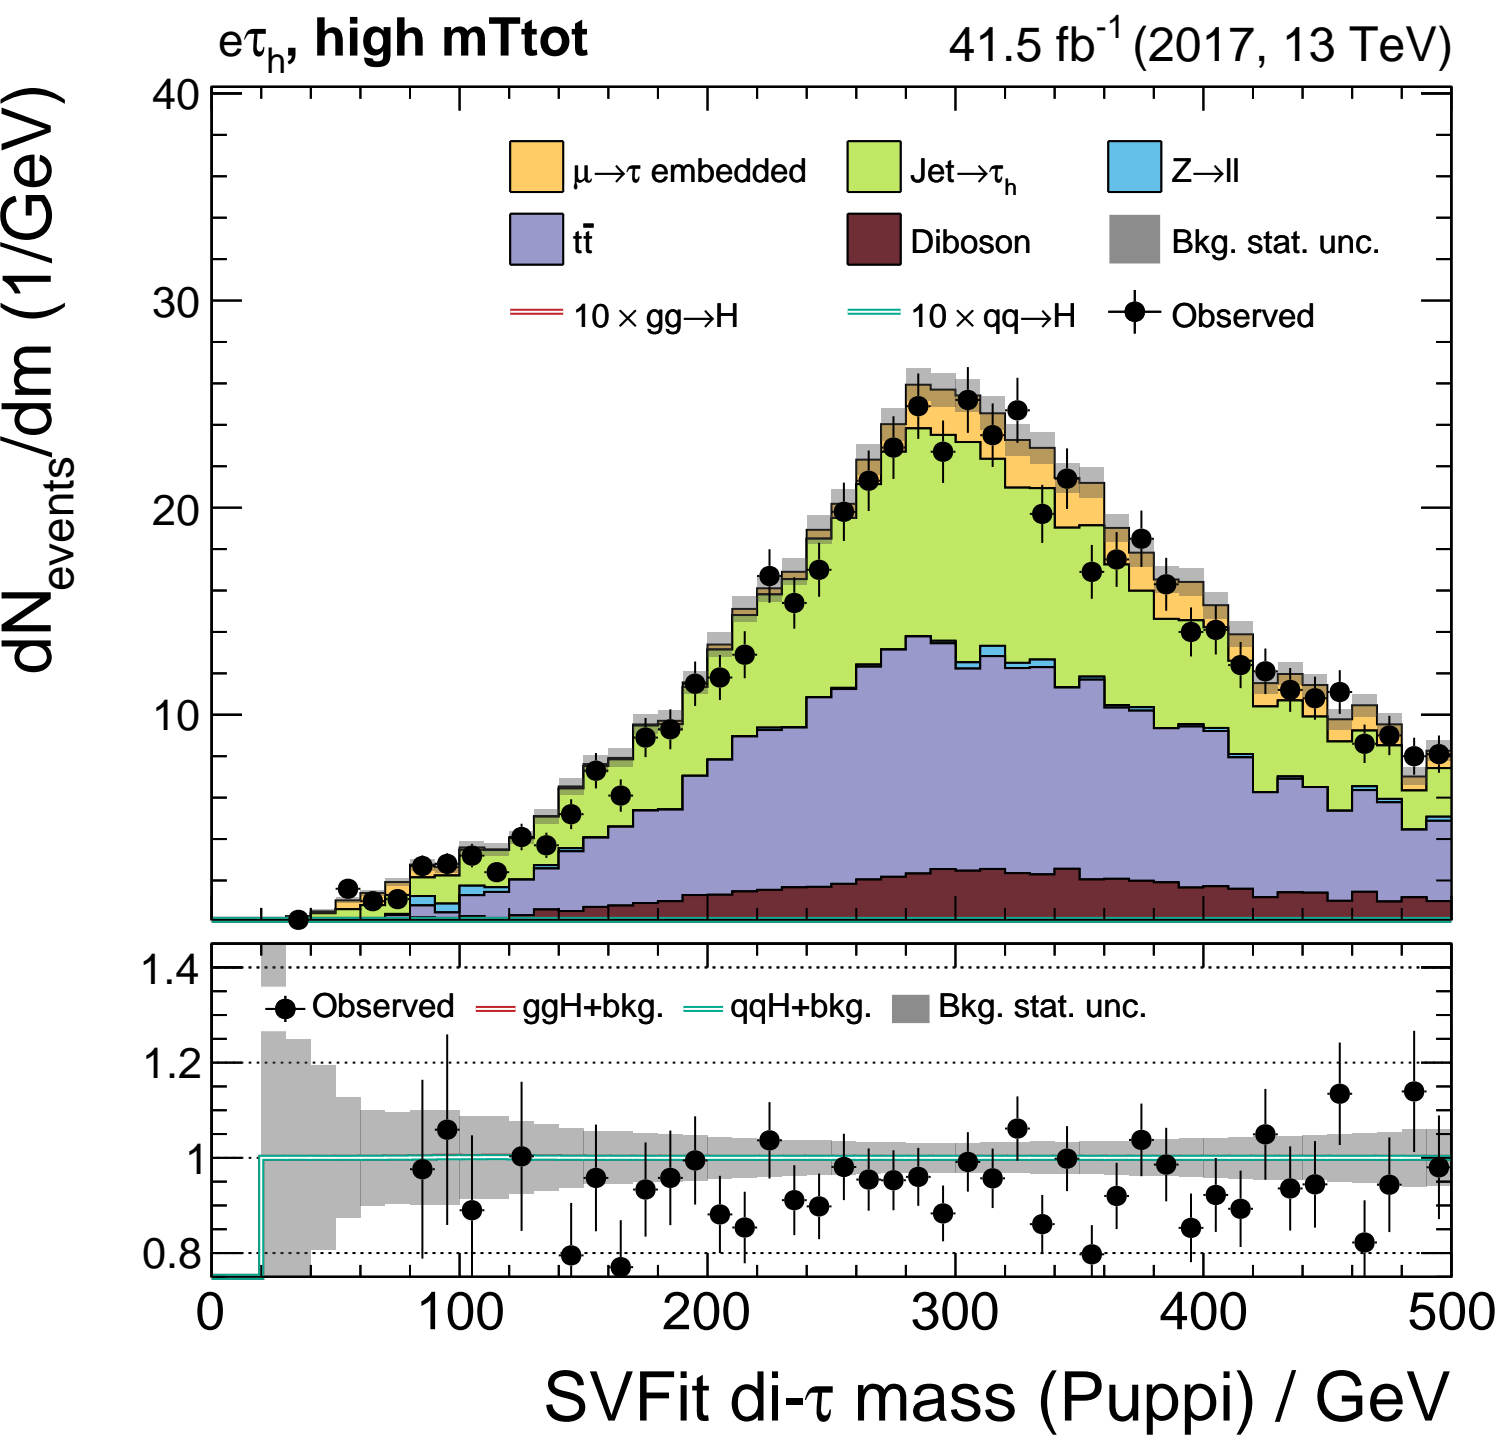 eτh, high mTtot 41.5 fb-1 (2017, 13 TeV)
dNevents/dm (1/GeV)
40
30
20
10
μ→τ embedded Jet→τh Z→ll
tt̄ Diboson Bkg. stat. unc.
10 × gg→H 10 × qq→H Observed
1.4
1.2
1
0.8
Observed ggH+bkg. qqH+bkg. Bkg. stat. unc.
0 100 200 300 400 500
SVFit di-τ mass (Puppi) / GeV